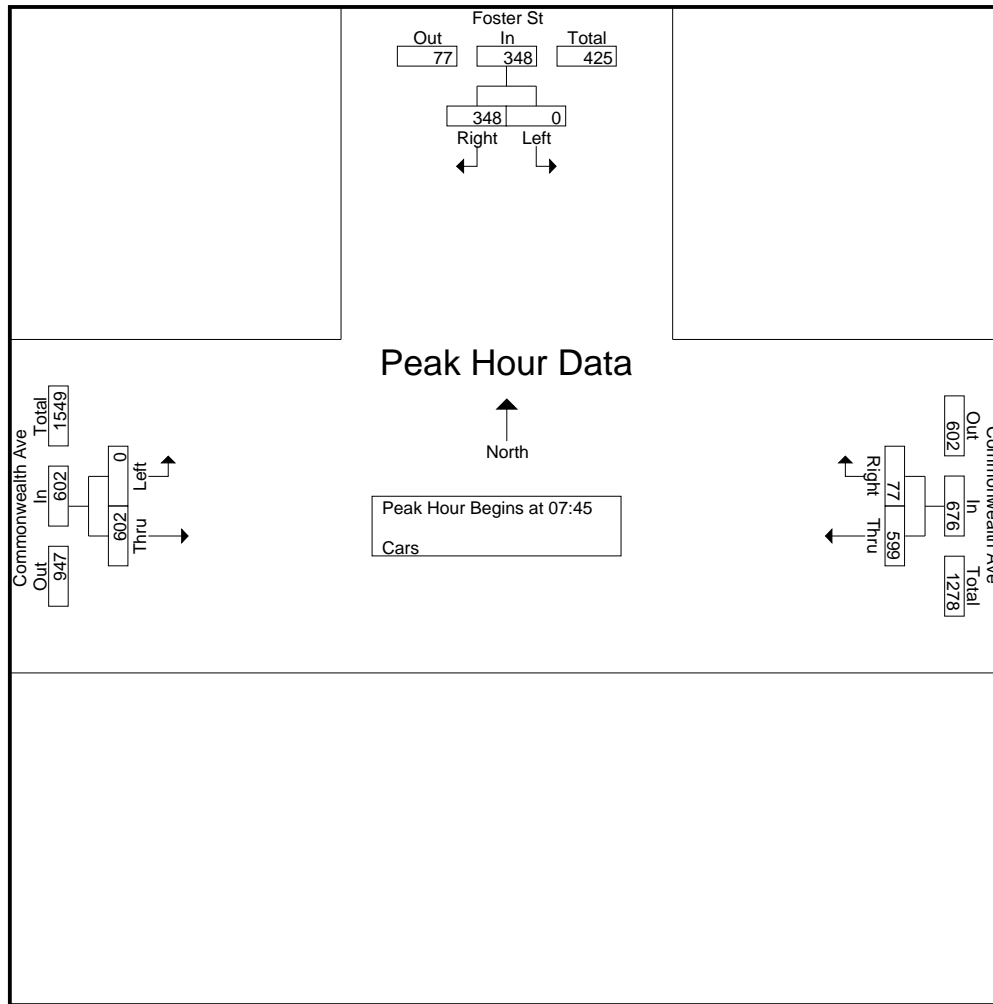 Foster St
Out In Total
77 348 425
348 0
Right Left
Peak Hour Data
North
Peak Hour Begins at 07:45
Cars
Commonwealth Ave
Out In Total
947 602 1549
Thru Left
602 0
Commonwealth Ave
Out In Total
602 676 1278
Right Thru
77 599